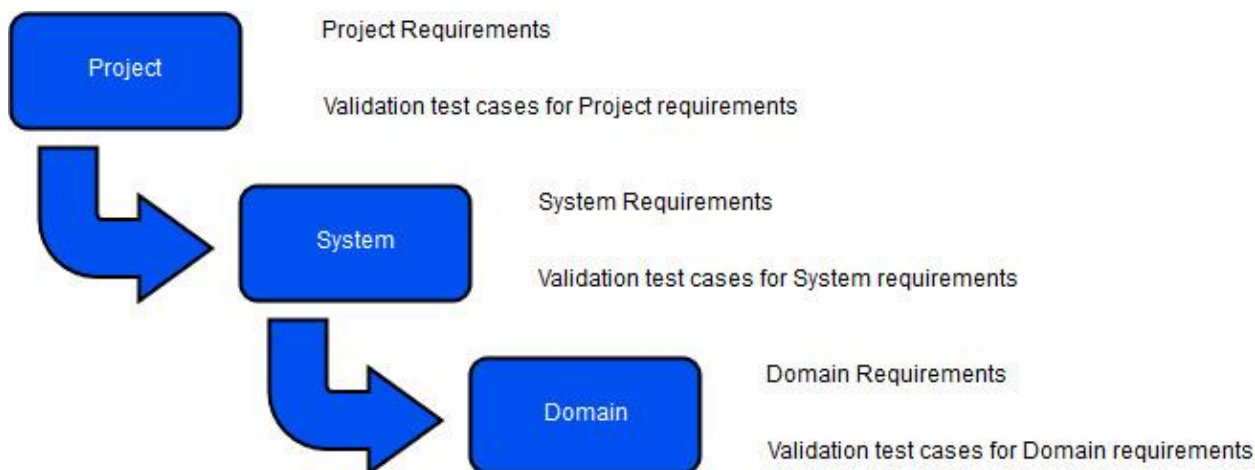 Project
Project Requirements
Validation test cases for Project requirements
System
System Requirements
Validation test cases for System requirements
Domain
Domain Requirements
Validation test cases for Domain requirements